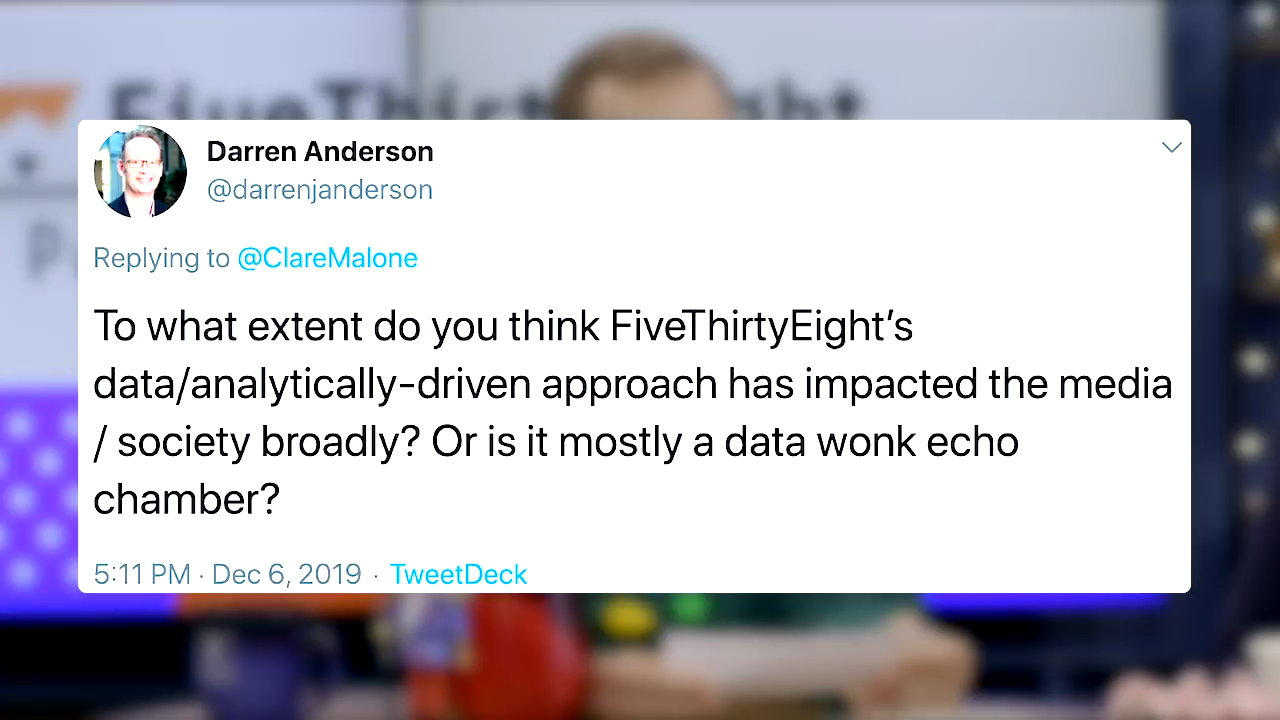 FiveThirtyEight
Darren Anderson
@darrenjanderson
Replying to @ClareMalone
To what extent do you think FiveThirtyEight’s
data/analytically-driven approach has impacted the media
/ society broadly? Or is it mostly a data wonk echo
chamber?
5:11 PM · Dec 6, 2019 · TweetDeck